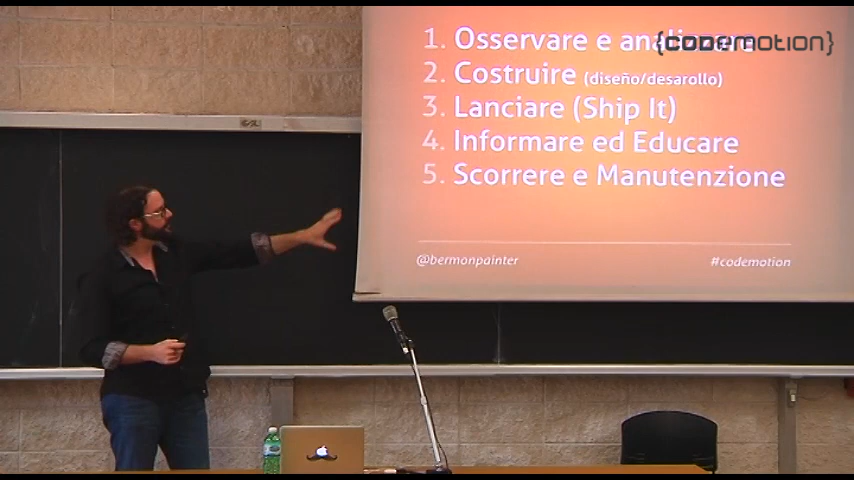 {codemotion}
1. Osservare e analizzare
2. Costruire (diseño/desarollo)
3. Lanciare (Ship It)
4. Informare ed Educare
5. Scorrere e Manutenzione
@bermonpainter
#codemotion